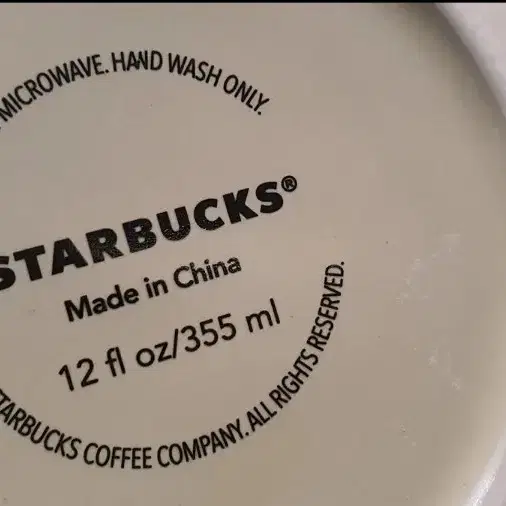 MICROWAVE. HAND WASH ONLY.
STARBUCKS®
Made in China
12 fl oz/355 ml
STARBUCKS COFFEE COMPANY. ALL RIGHTS RESERVED.